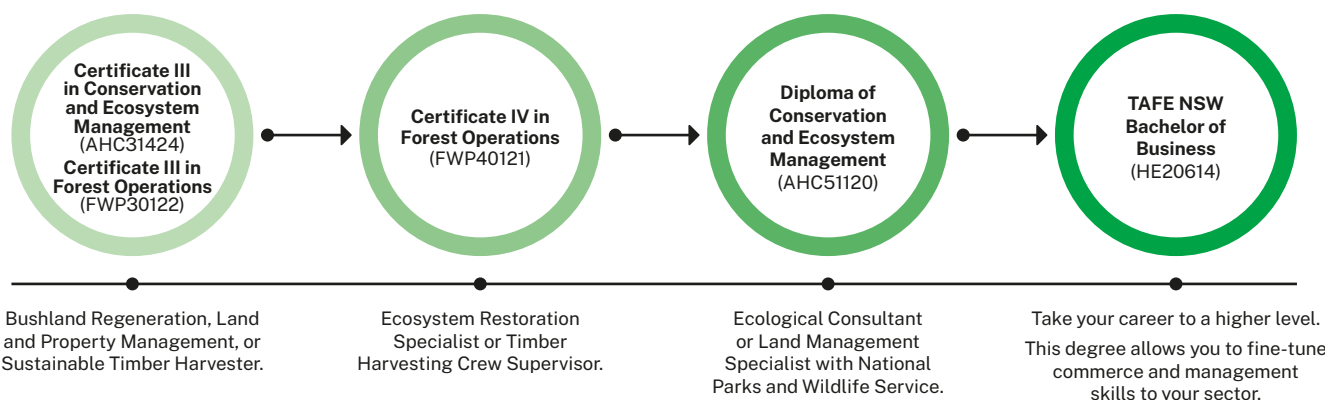 Certificate III
in Conservation
and Ecosystem
Management
(AHC31424)
Certificate III in
Forest Operations
(FWP30122)
Certificate IV in
Forest Operations
(FWP40121)
Diploma of
Conservation
and Ecosystem
Management
(AHC51120)
TAFE NSW
Bachelor of
Business
(HE20614)
Bushland Regeneration, Land
and Property Management, or
Sustainable Timber Harvester.
Ecosystem Restoration
Specialist or Timber
Harvesting Crew Supervisor.
Ecological Consultant
or Land Management
Specialist with National
Parks and Wildlife Service.
Take your career to a higher level.
This degree allows you to fine-tune
commerce and management
skills to your sector.